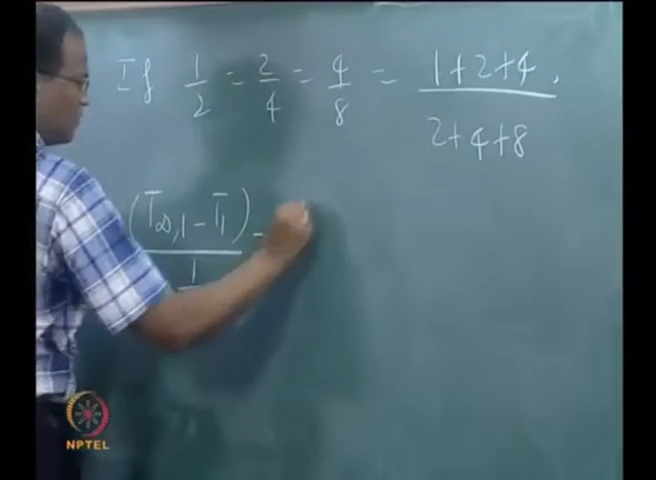 If 1/2 = 2/4 = 4/8 = (1+2+4)/(2+4+8).
(T∞,1 - T1)
1
NPTEL